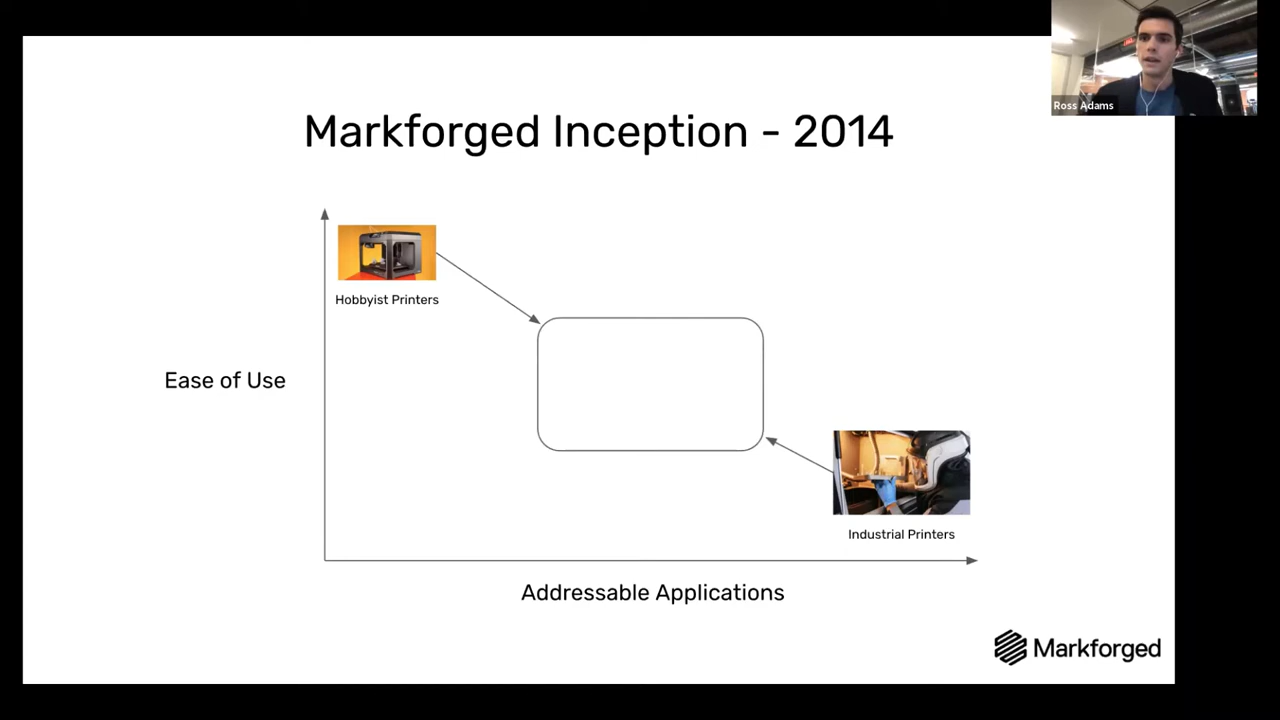 Ross Adams
Markforged Inception - 2014
Hobbyist Printers
Ease of Use
Industrial Printers
Addressable Applications
Markforged